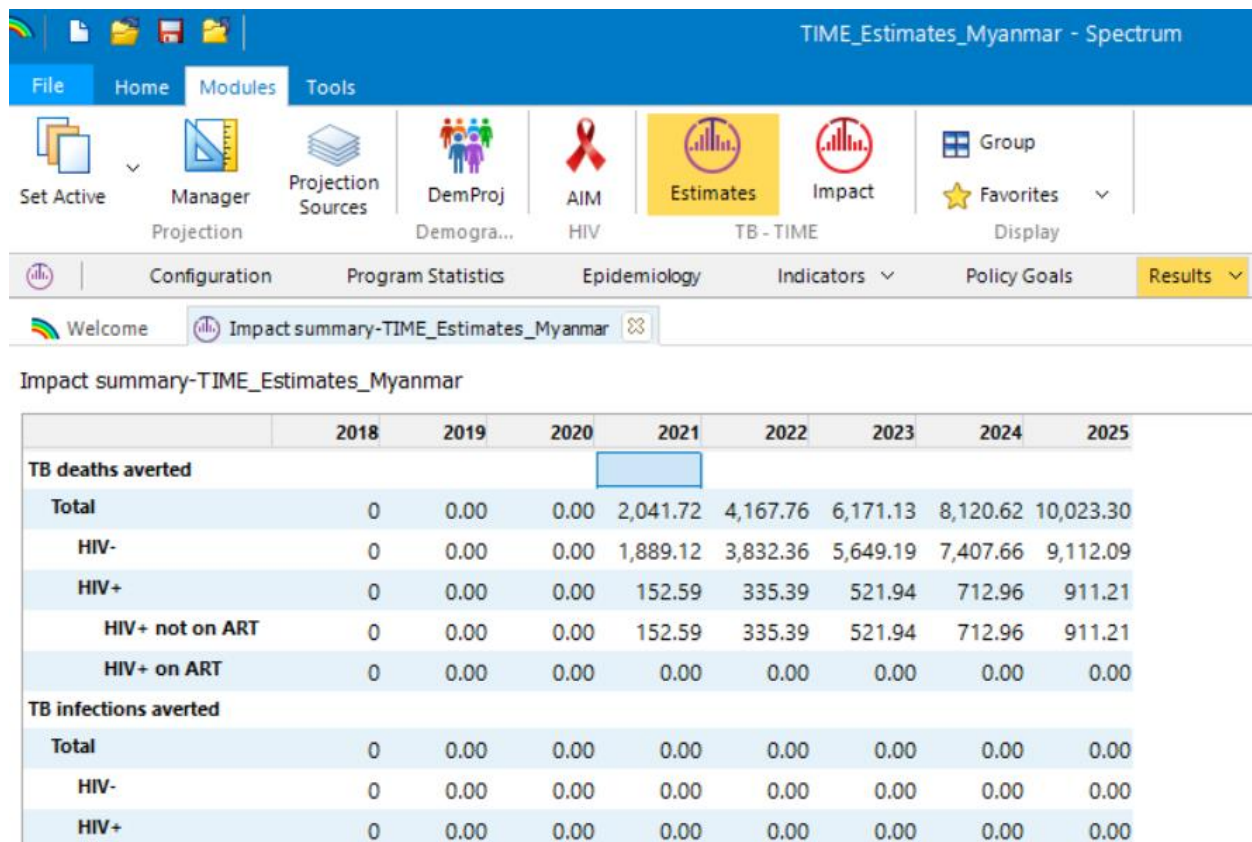 TIME_Estimates_Myanmar - Spectrum
File Home Modules Tools
Set Active Manager Projection Sources DemProj AIM Estimates Impact Group
Favorites
Projection Demogra... HIV TB - TIME Display
Configuration Program Statistics Epidemiology Indicators Policy Goals Results
Welcome Impact summary-TIME_Estimates_Myanmar
Impact summary-TIME_Estimates_Myanmar
2018 2019 2020 2021 2022 2023 2024 2025
TB deaths averted
Total 0 0.00 0.00 2,041.72 4,167.76 6,171.13 8,120.62 10,023.30
HIV- 0 0.00 0.00 1,889.12 3,832.36 5,649.19 7,407.66 9,112.09
HIV+ 0 0.00 0.00 152.59 335.39 521.94 712.96 911.21
HIV+ not on ART 0 0.00 0.00 152.59 335.39 521.94 712.96 911.21
HIV+ on ART 0 0.00 0.00 0.00 0.00 0.00 0.00 0.00
TB infections averted
Total 0 0.00 0.00 0.00 0.00 0.00 0.00 0.00
HIV- 0 0.00 0.00 0.00 0.00 0.00 0.00 0.00
HIV+ 0 0.00 0.00 0.00 0.00 0.00 0.00 0.00